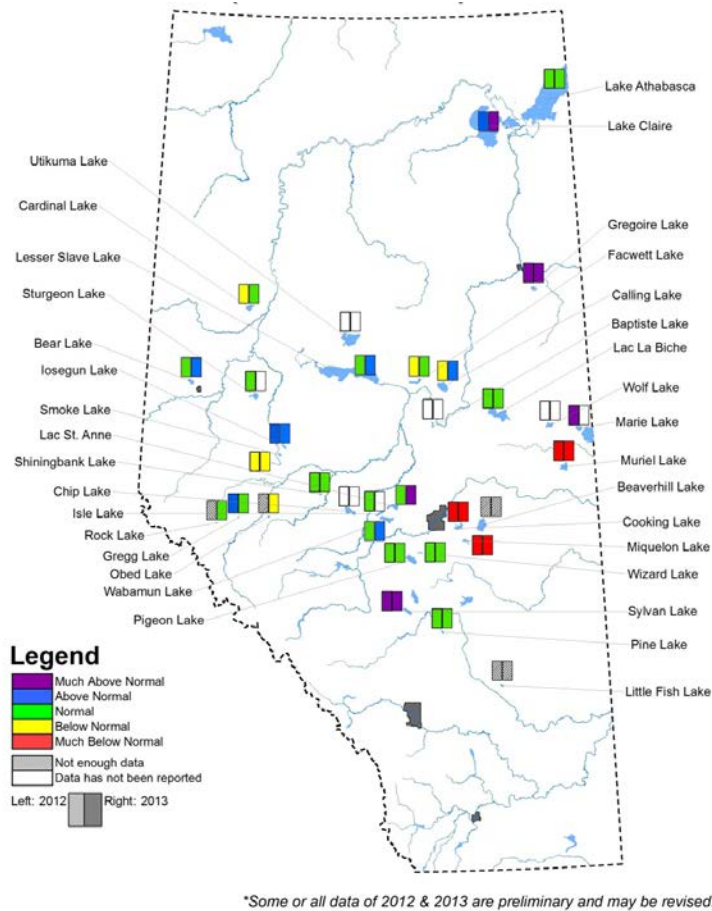 Lake Athabasca
Lake Claire
Utikuma Lake
Cardinal Lake
Lesser Slave Lake
Sturgeon Lake
Bear Lake
Iosegun Lake
Smoke Lake
Lac St. Anne
Shiningbank Lake
Chip Lake
Isle Lake
Rock Lake
Gregg Lake
Obed Lake
Wabamun Lake
Pigeon Lake
Gregoire Lake
Facwett Lake
Calling Lake
Baptiste Lake
Lac La Biche
Wolf Lake
Marie Lake
Muriel Lake
Beaverhill Lake
Cooking Lake
Miquelon Lake
Wizard Lake
Sylvan Lake
Pine Lake
Little Fish Lake
Legend
Much Above Normal
Above Normal
Normal
Below Normal
Much Below Normal
Not enough data
Data has not been reported
Left: 2012 Right: 2013
*Some or all data of 2012 & 2013 are preliminary and may be revised